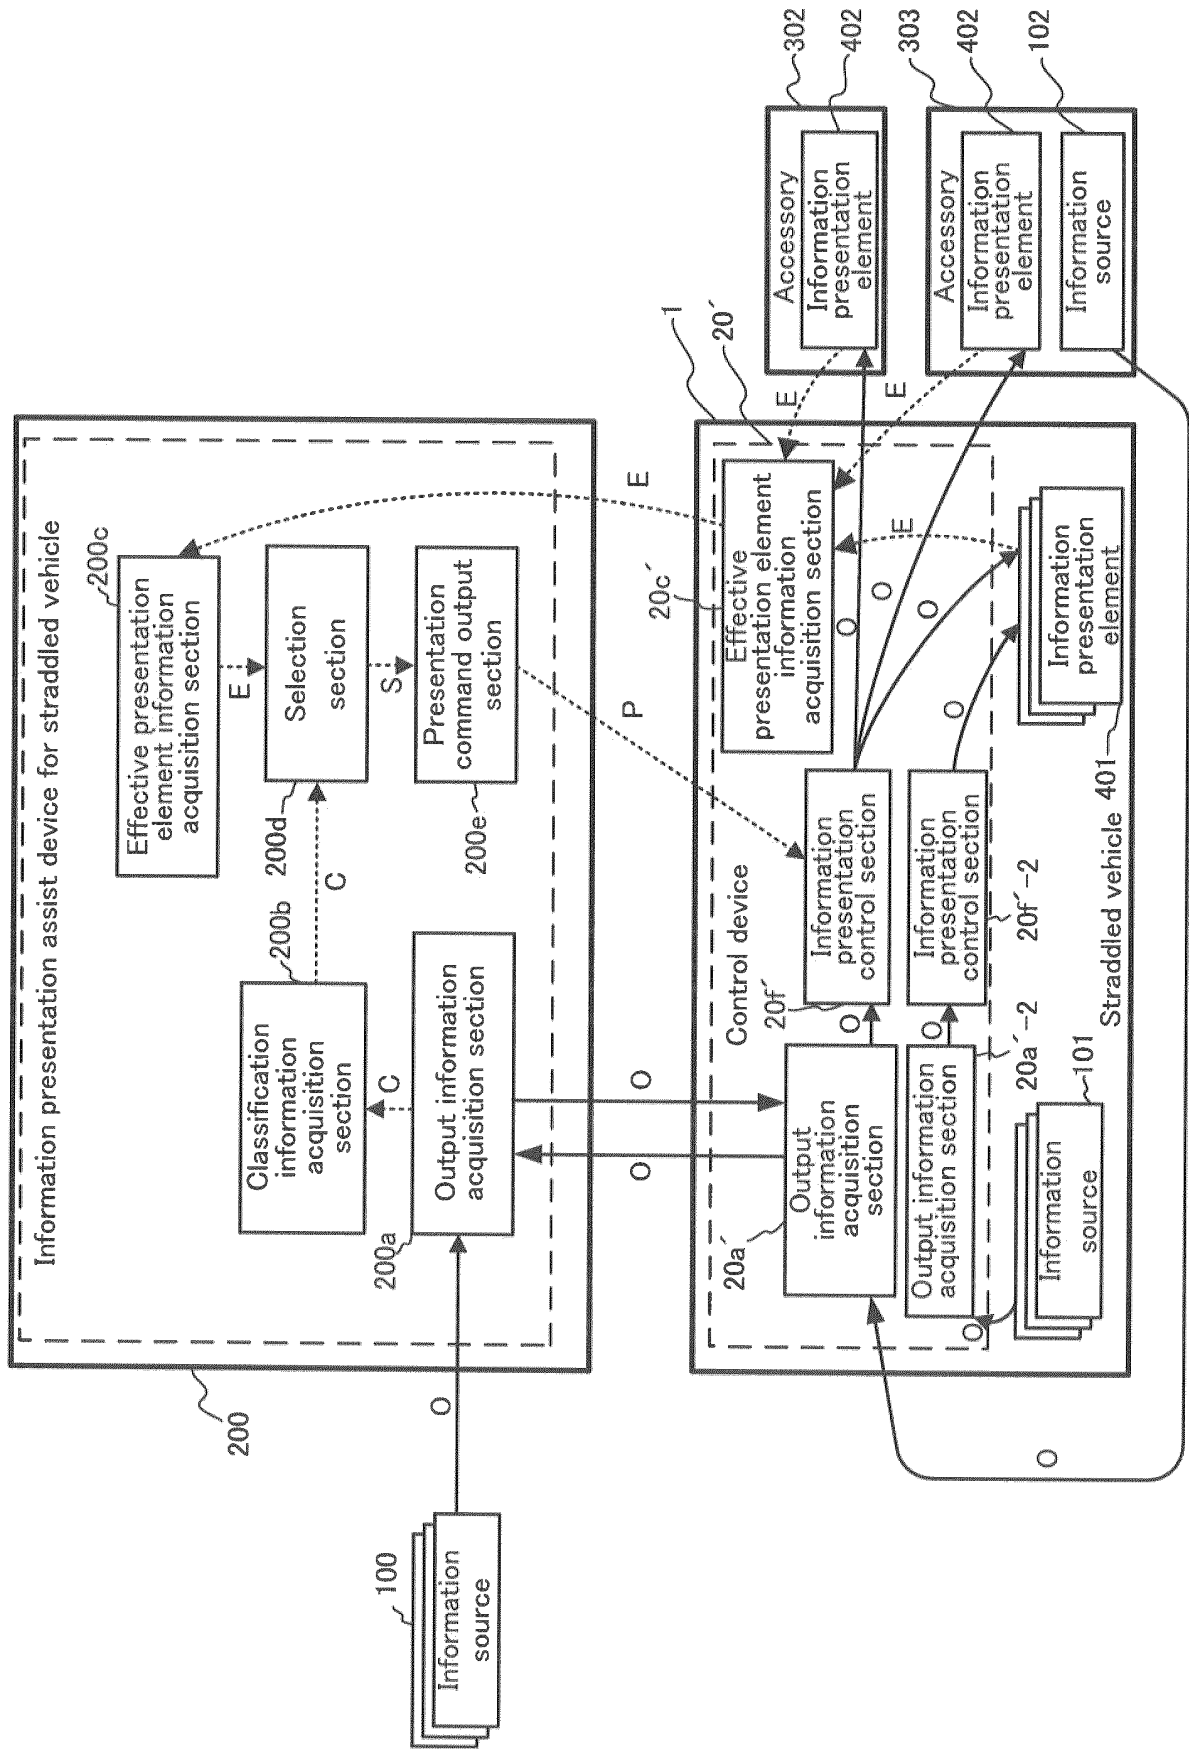 Information presentation assist device for straddled vehicle
200
100
Information
source
O
200a
Output information
acquisition section
C
200b
Classification
information
acquisition
section
C
200c
Effective presentation
element information
acquisition section
E
200d
Selection
section
S
200e
Presentation
command output
section
E
P
O
O
1
20´
Control device
20a´
Output
information
acquisition
section
O
20f´
Information
presentation
control section
20c´
Effective
presentation element
information
acquisition section
O
O
O
E
Output information
acquisition section
20a´-2
O
Information
presentation
control section
20f´-2
O
O
Information
source
101
Straddled vehicle
401
Information
presentation
element
E
E
302
Accessory
402
Information
presentation
element
303
Accessory
402
Information
presentation
element
102
Information
source
O